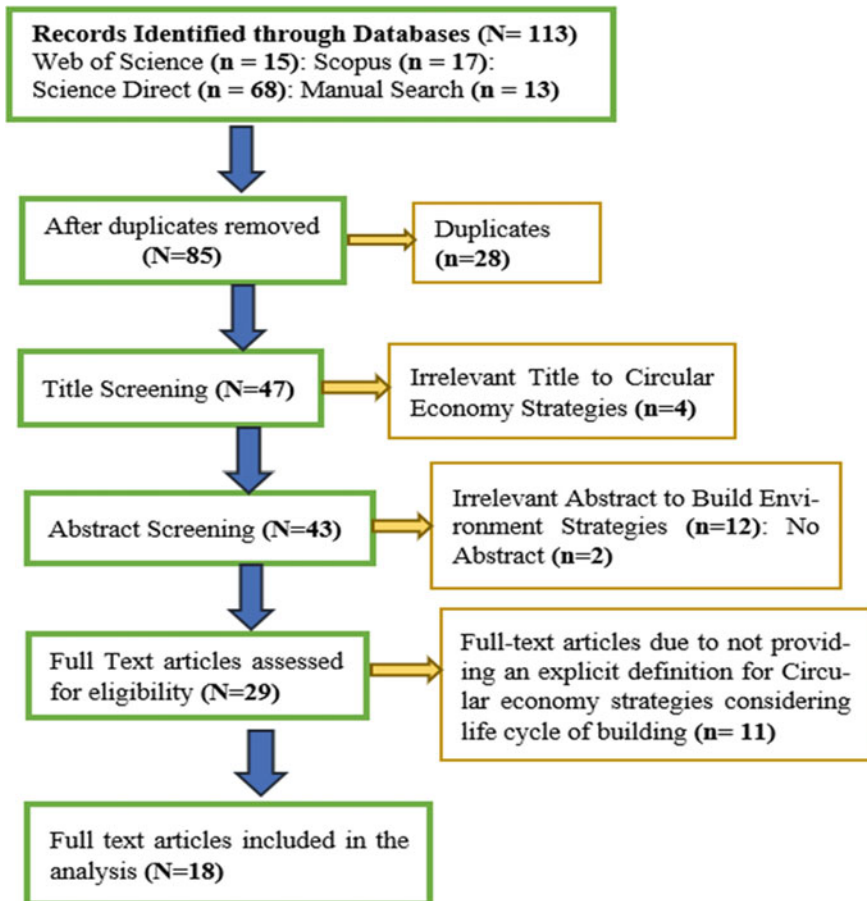 Records Identified through Databases (N= 113)
Web of Science (n = 15): Scopus (n = 17):
Science Direct (n = 68): Manual Search (n = 13)
After duplicates removed
(N=85)
Duplicates
(n=28)
Title Screening (N=47)
Irrelevant Title to Circular
Economy Strategies (n=4)
Abstract Screening (N=43)
Irrelevant Abstract to Build Envi-
ronment Strategies (n=12): No
Abstract (n=2)
Full Text articles assessed
for eligibility (N=29)
Full-text articles due to not provid-
ing an explicit definition for Circu-
lar economy strategies considering
life cycle of building (n= 11)
Full text articles included in the
analysis (N=18)